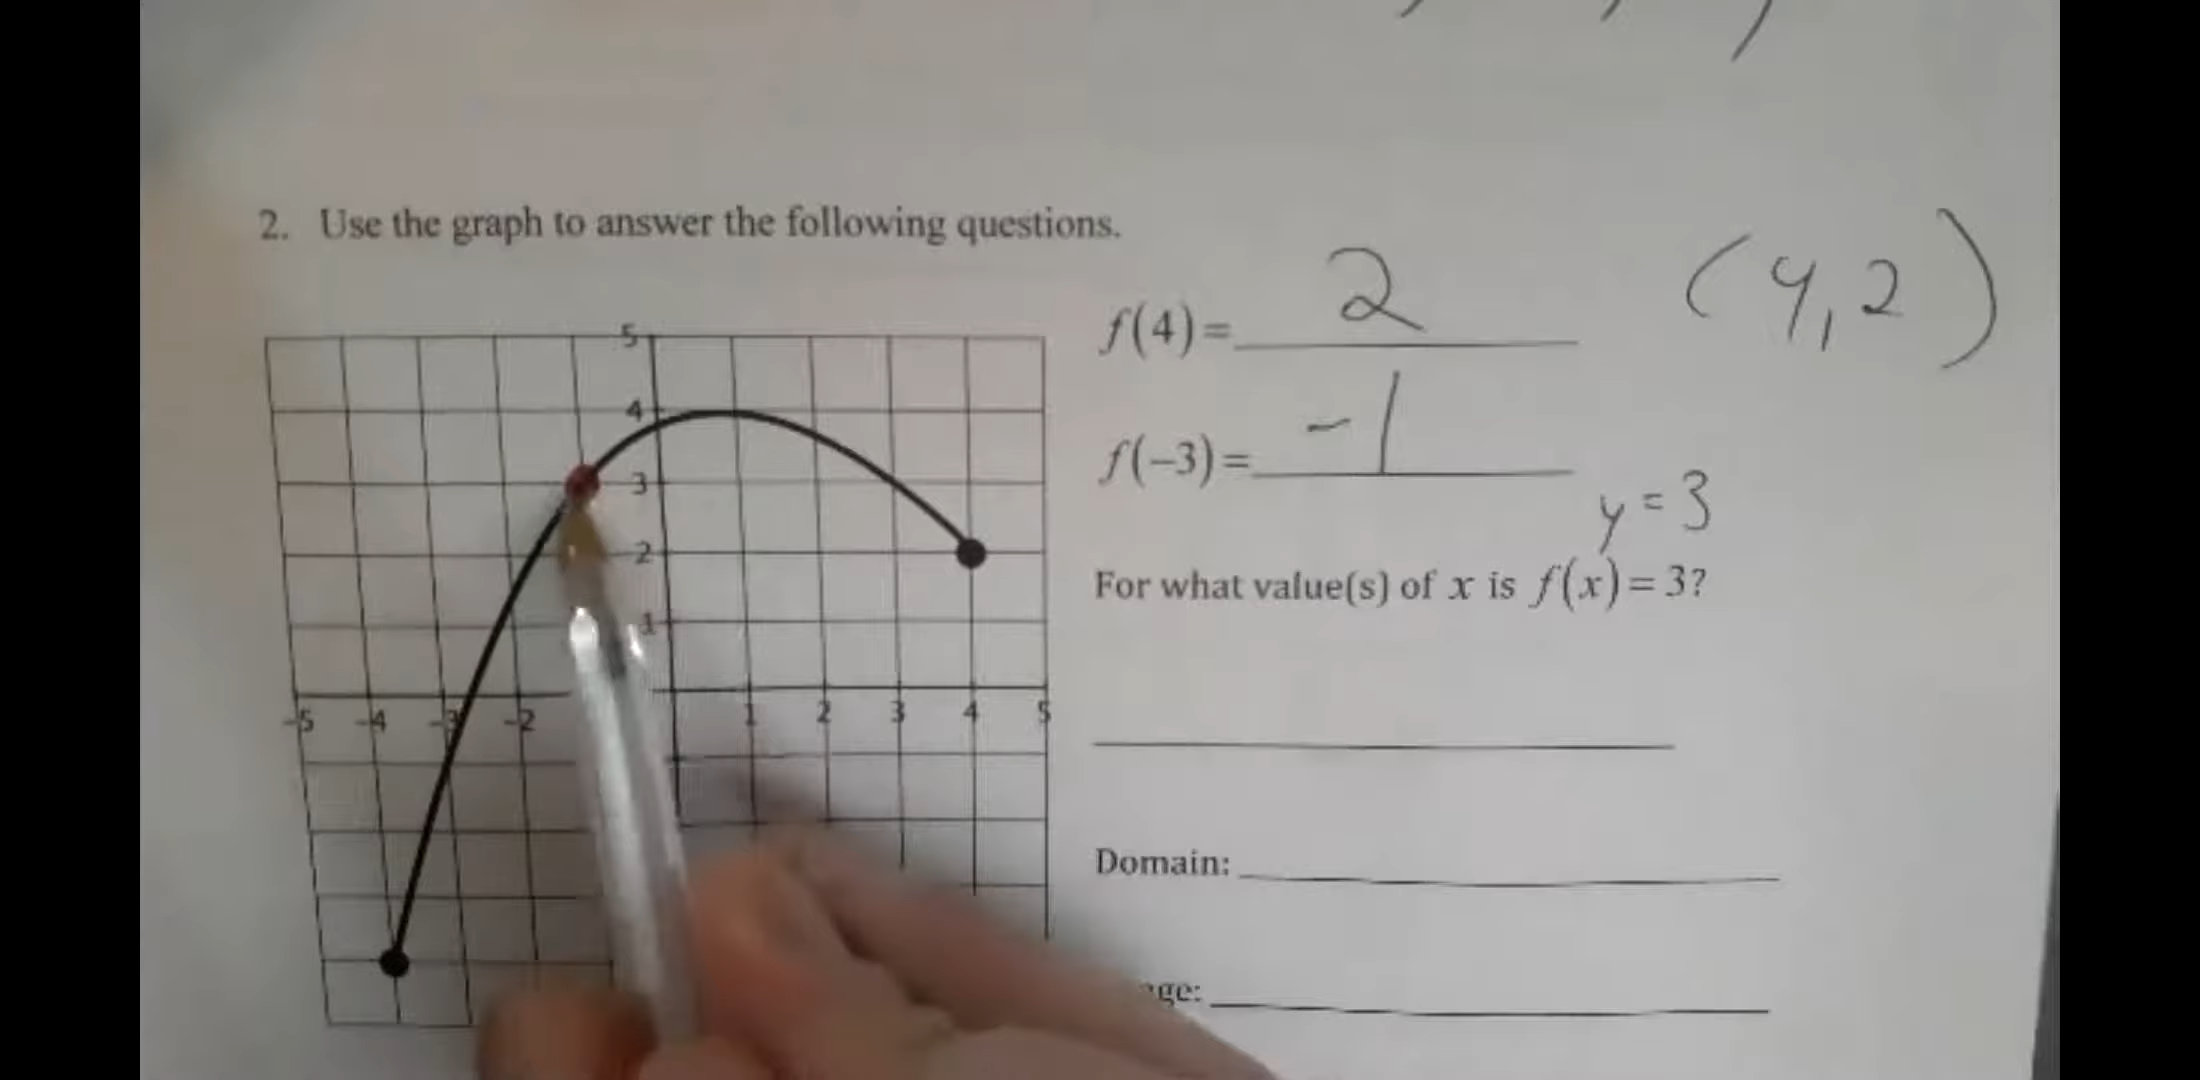 2. Use the graph to answer the following questions.
f(4)= 2 (4,2)
f(−3)= -1
y=3
For what value(s) of x is f(x)=3?
Domain:
ge:
5
4
3
2
1
-5 -4 -3 -2 1 2 3 4 5